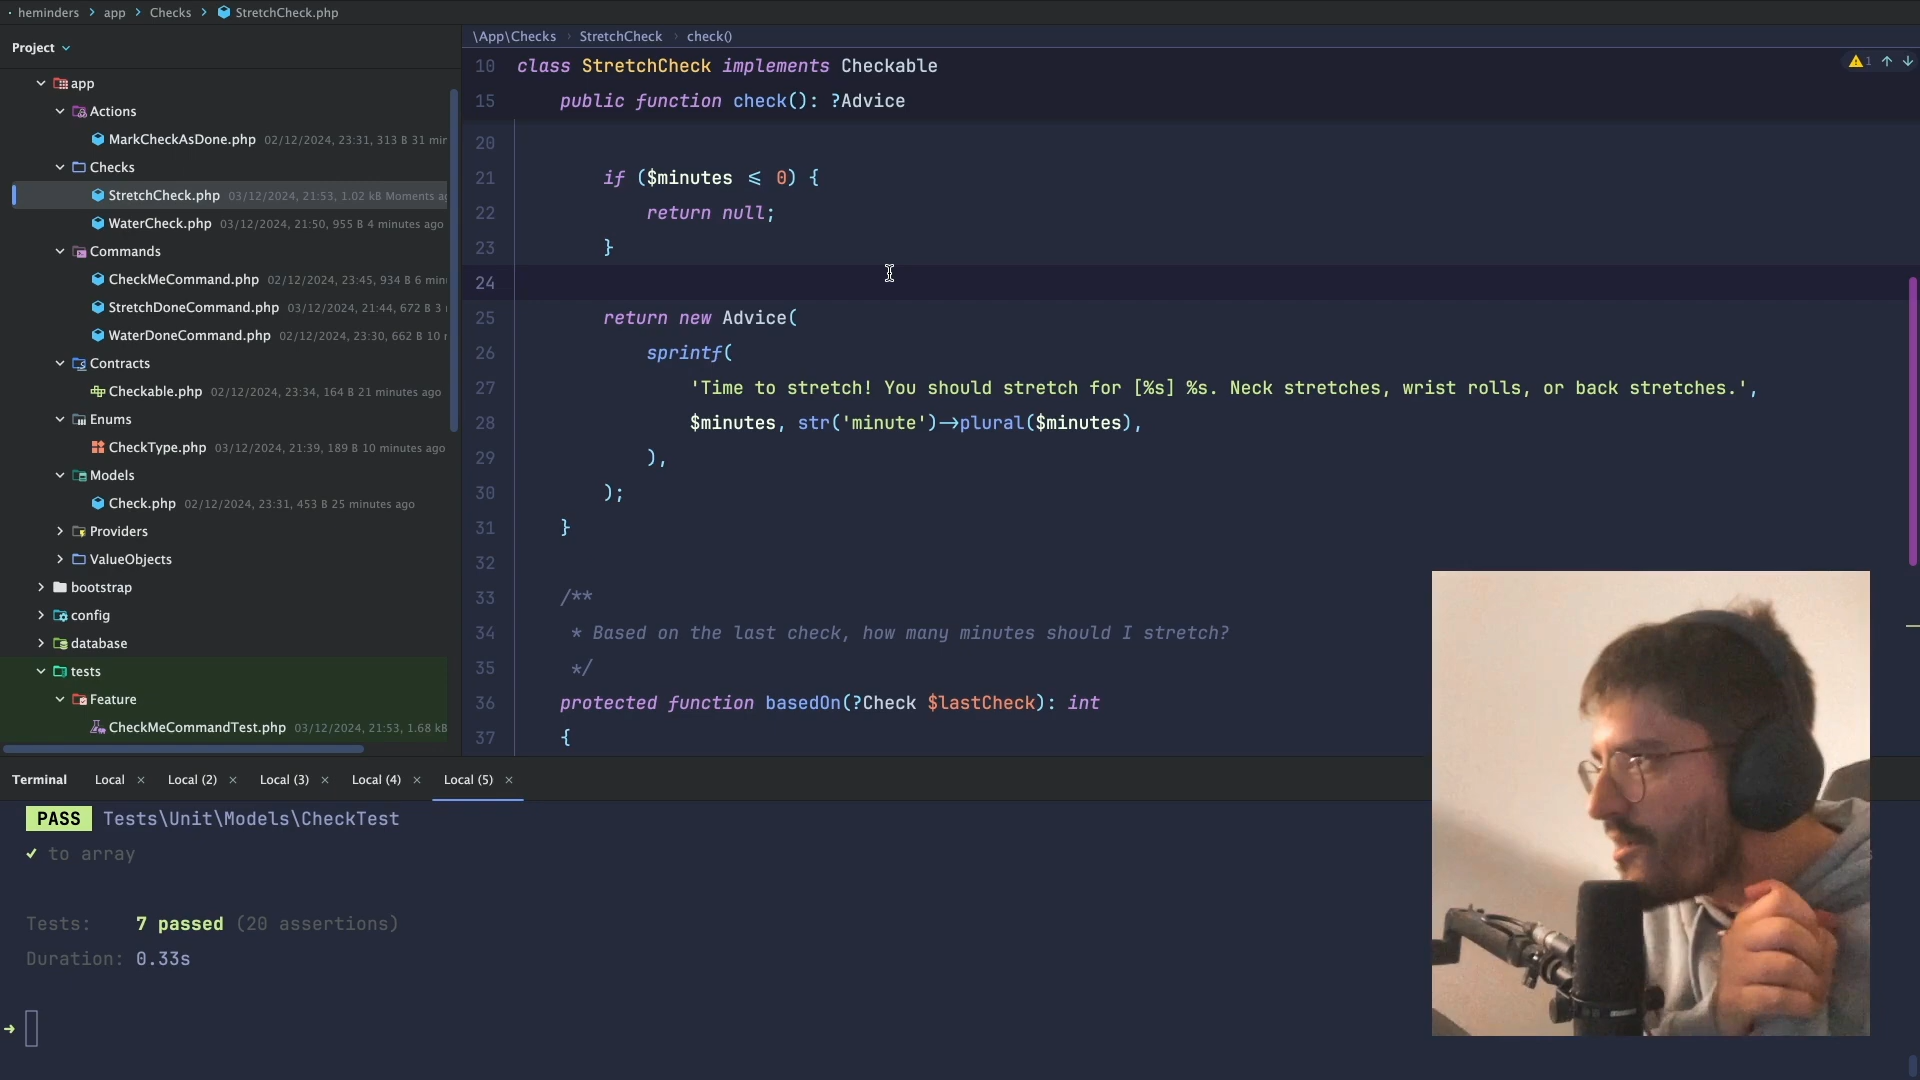 heminders > app > Checks > StretchCheck.php
Project
app
Actions
MarkCheckAsDone.php 02/12/2024, 23:31, 313 B 31 min
Checks
StretchCheck.php 03/12/2024, 21:53, 1.02 kB Moments ag
WaterCheck.php 03/12/2024, 21:50, 955 B 4 minutes ago
Commands
CheckMeCommand.php 02/12/2024, 23:45, 934 B 6 min
StretchDoneCommand.php 03/12/2024, 21:44, 672 B 3
WaterDoneCommand.php 02/12/2024, 23:30, 662 B 10
Contracts
Checkable.php 02/12/2024, 23:34, 164 B 21 minutes ago
Enums
CheckType.php 03/12/2024, 21:39, 189 B 10 minutes ago
Models
Check.php 02/12/2024, 23:31, 453 B 25 minutes ago
Providers
ValueObjects
bootstrap
config
database
tests
Feature
CheckMeCommandTest.php 03/12/2024, 21:53, 1.68 kB
\App\Checks > StretchCheck > check()
1
10 class StretchCheck implements Checkable
15 public function check(): ?Advice
20
21 if ($minutes ⩽ 0) {
22 return null;
23 }
24
25 return new Advice(
26 sprintf(
27 'Time to stretch! You should stretch for [%s] %s. Neck stretches, wrist rolls, or back stretches.',
28 $minutes, str('minute')→plural($minutes),
29 ),
30 );
31 }
32
33 /**
34 * Based on the last check, how many minutes should I stretch?
35 */
36 protected function basedOn(?Check $lastCheck): int
37 {
Terminal Local × Local (2) × Local (3) × Local (4) × Local (5) ×
PASS Tests\Unit\Models\CheckTest
✓ to array
Tests: 7 passed (20 assertions)
Duration: 0.33s
→